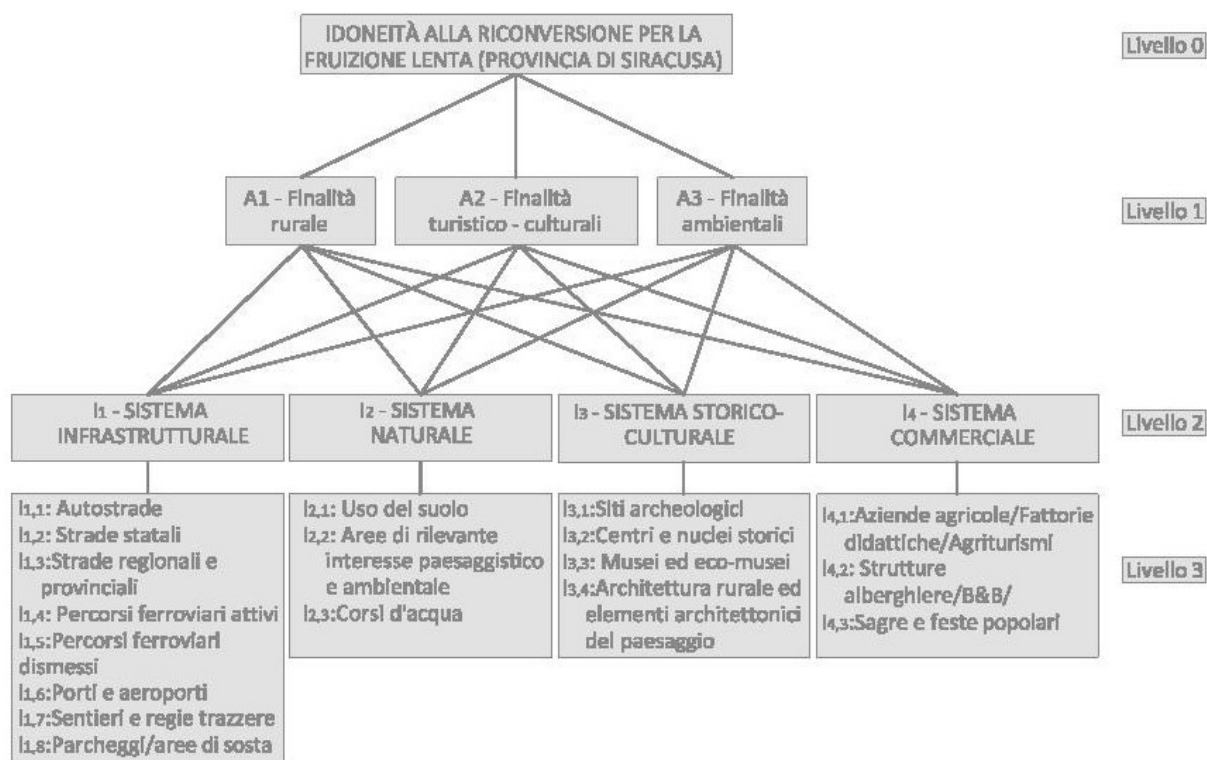 IDONEITÀ ALLA RICONVERSIONE PER LA
FRUIZIONE LENTA (PROVINCIA DI SIRACUSA)
Livello 0
A1 - Finalità
rurale
A2 - Finalità
turistico - culturali
A3 - Finalità
ambientali
Livello 1
I1 - SISTEMA
INFRASTRUTTURALE
I2 - SISTEMA
NATURALE
I3 - SISTEMA STORICO-
CULTURALE
I4 - SISTEMA
COMMERCIALE
Livello 2
I1,1: Autostrade
I1,2: Strade statali
I1,3:Strade regionali e
provinciali
I1,4: Percorsi ferroviari attivi
I1,5:Percorsi ferroviari
dismessi
I1,6:Porti e aeroporti
I1,7:Sentieri e regie trazzere
I1,8:Parcheggi/aree di sosta
I2,1: Uso del suolo
I2,2: Aree di rilevante
interesse paesaggistico
e ambientale
I2,3:Corsi d'acqua
I3,1:Siti archeologici
I3,2:Centri e nuclei storici
I3,3: Musei ed eco-musei
I3,4:Architettura rurale ed
elementi architettonici
del paesaggio
I4,1:Aziende agricole/Fattorie
didattiche/Agriturismi
I4,2: Strutture
alberghiere/B&B/
I4,3:Sagre e feste popolari
Livello 3